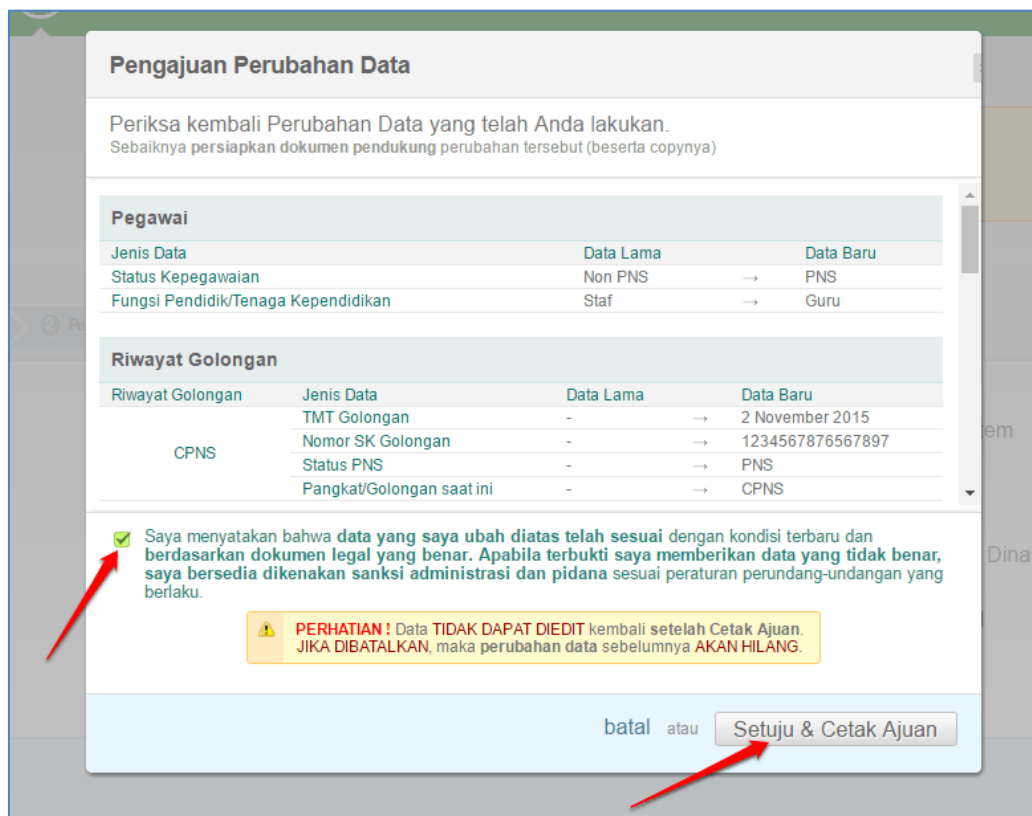 Pengajuan Perubahan Data
Periksa kembali Perubahan Data yang telah Anda lakukan.
Sebaiknya persiapkan dokumen pendukung perubahan tersebut (beserta copynya)
Pegawai
Jenis Data Data Lama Data Baru
Status Kepegawaian Non PNS → PNS
Fungsi Pendidik/Tenaga Kependidikan Staf → Guru
2 Pe
Riwayat Golongan
Riwayat Golongan Jenis Data Data Lama Data Baru
TMT Golongan - → 2 November 2015
Nomor SK Golongan - → 1234567876567897
CPNS
Status PNS - → PNS
Pangkat/Golongan saat ini - → CPNS
tem
Saya menyatakan bahwa data yang saya ubah diatas telah sesuai dengan kondisi terbaru dan
berdasarkan dokumen legal yang benar. Apabila terbukti saya memberikan data yang tidak benar,
saya bersedia dikenakan sanksi administrasi dan pidana sesuai peraturan perundang-undangan yang
berlaku.
Dina
PERHATIAN ! Data TIDAK DAPAT DIEDIT kembali setelah Cetak Ajuan.
JIKA DIBATALKAN, maka perubahan data sebelumnya AKAN HILANG.
batal atau Setuju & Cetak Ajuan